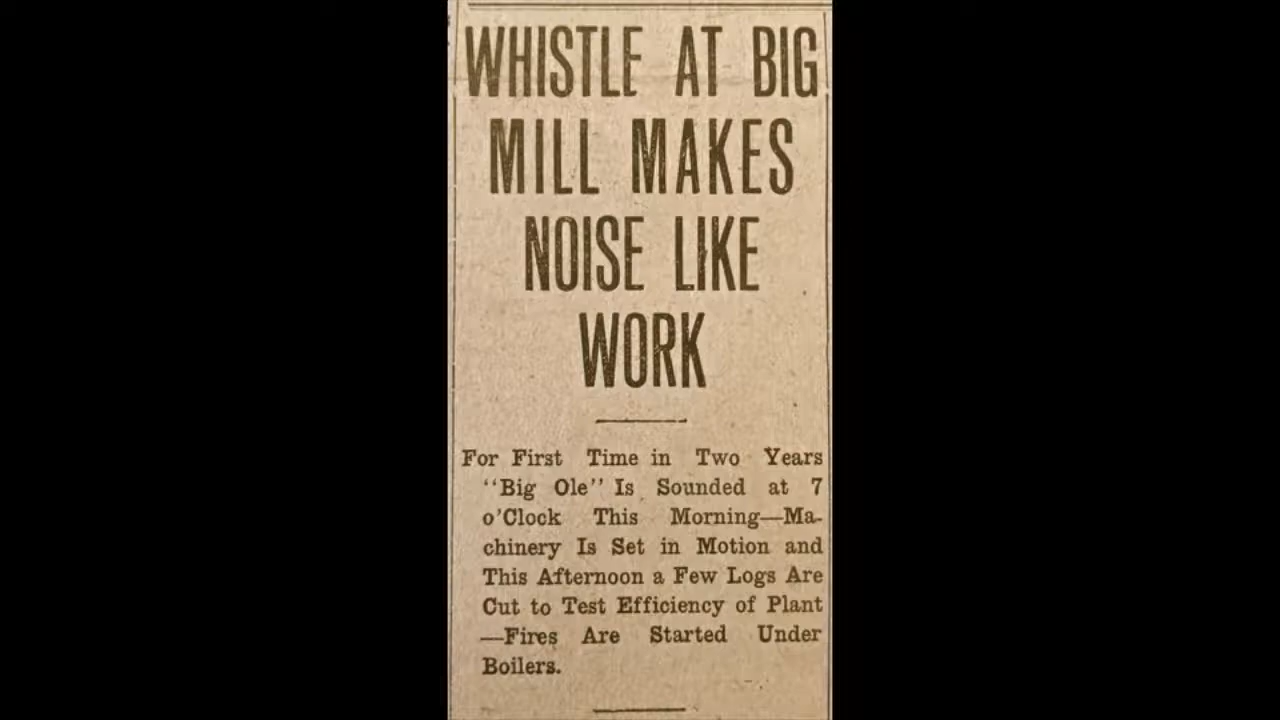 WHISTLE AT BIG
MILL MAKES
NOISE LIKE
WORK
For First Time in Two Years
"Big Ole" Is Sounded at 7
o'Clock This Morning—Ma-
chinery Is Set in Motion and
This Afternoon a Few Logs Are
Cut to Test Efficiency of Plant
—Fires Are Started Under
Boilers.